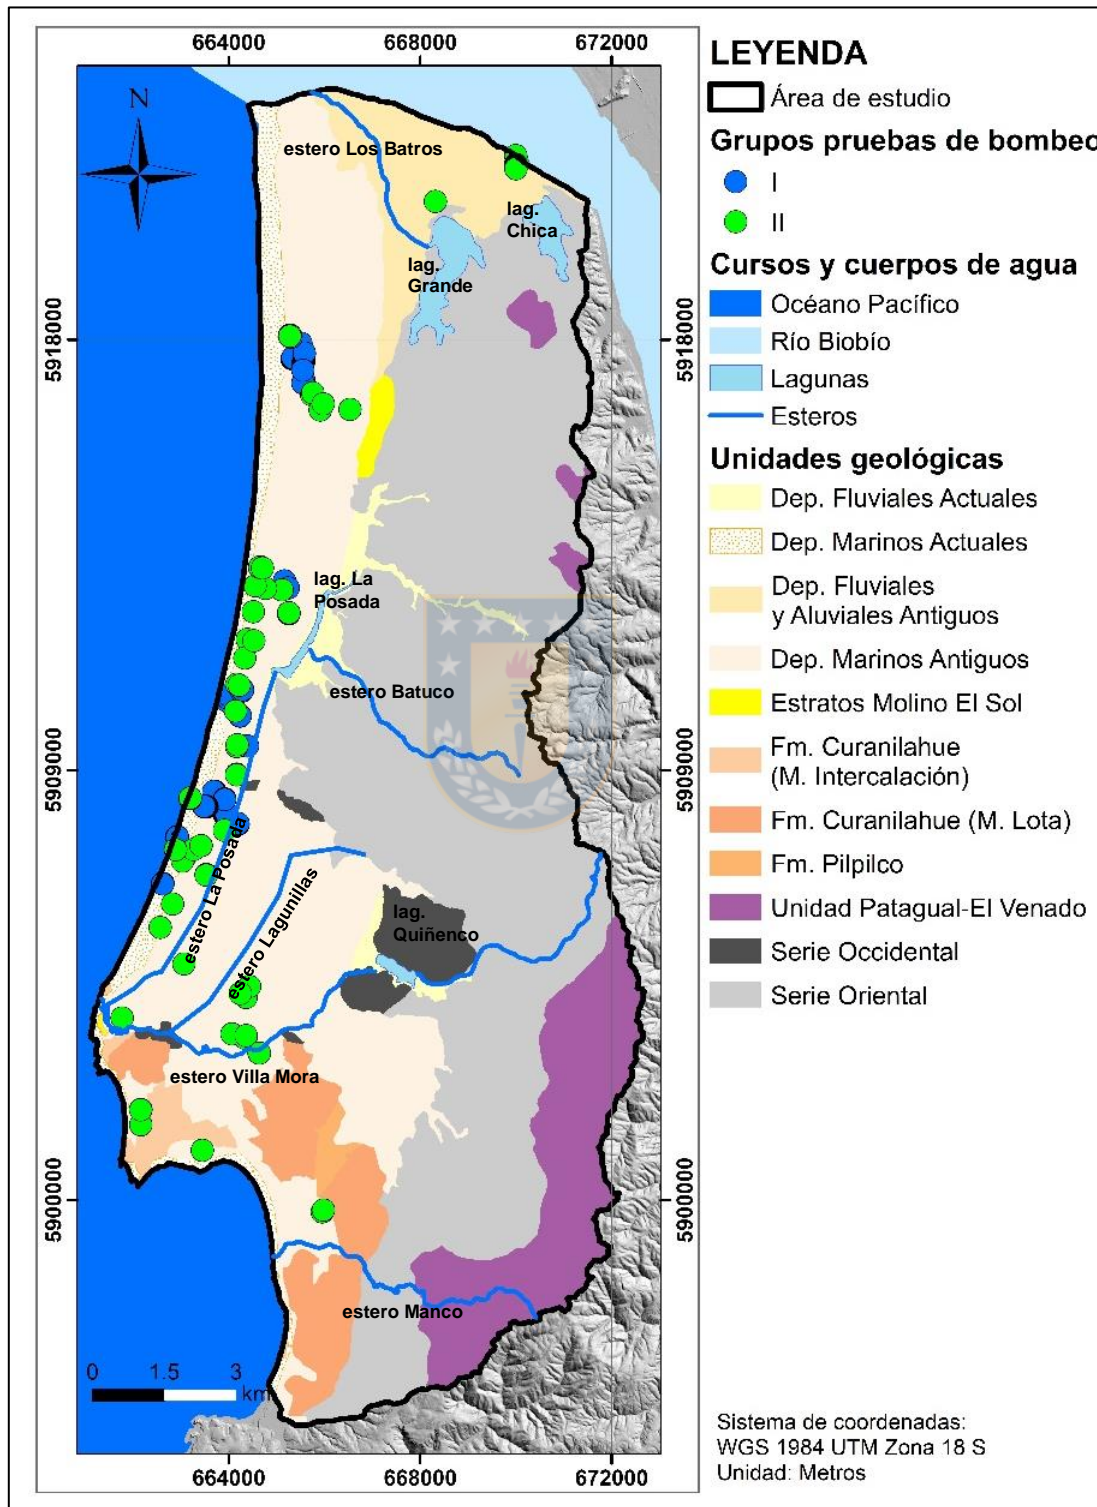 664000 668000 672000
N
estero Los Batros
lag.
Chica
lag.
Grande
5918000
5918000
lag. La
Posada
estero Batuco
5909000
5909000
estero La Posada
estero Lagunillas
lag.
Quiñenco
estero Villa Mora
5900000
5900000
estero Manco
0 1.5 3
km
664000 668000 672000
LEYENDA
Área de estudio
Grupos pruebas de bombeo
I
II
Cursos y cuerpos de agua
Océano Pacífico
Río Biobío
Lagunas
Esteros
Unidades geológicas
Dep. Fluviales Actuales
Dep. Marinos Actuales
Dep. Fluviales
y Aluviales Antiguos
Dep. Marinos Antiguos
Estratos Molino El Sol
Fm. Curanilahue
(M. Intercalación)
Fm. Curanilahue (M. Lota)
Fm. Pilpilco
Unidad Patagual-El Venado
Serie Occidental
Serie Oriental
Sistema de coordenadas:
WGS 1984 UTM Zona 18 S
Unidad: Metros